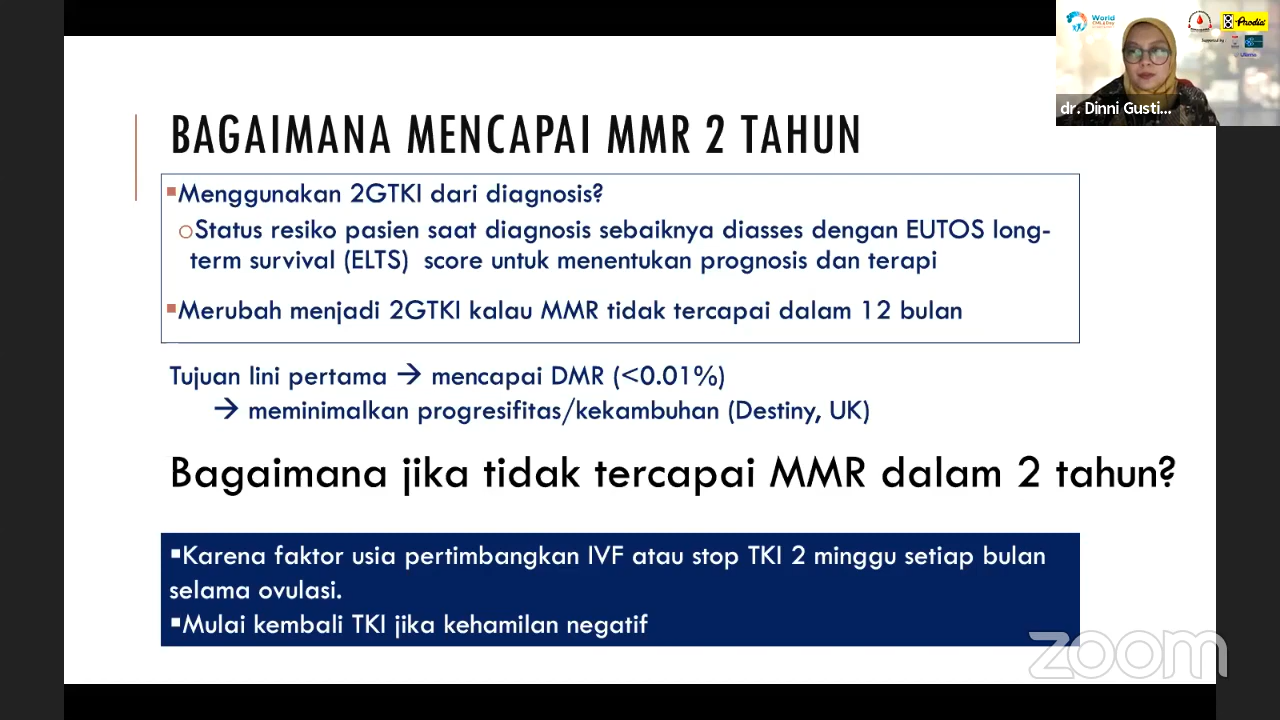 World
Prodia
dr. Dinni Gusti...
BAGAIMANA MENCAPAI MMR 2 TAHUN
▪Menggunakan 2GTKI dari diagnosis?
oStatus resiko pasien saat diagnosis sebaiknya diasses dengan EUTOS long-
term survival (ELTS) score untuk menentukan prognosis dan terapi
▪Merubah menjadi 2GTKI kalau MMR tidak tercapai dalam 12 bulan
Tujuan lini pertama → mencapai DMR (<0.01%)
→ meminimalkan progresifitas/kekambuhan (Destiny, UK)
Bagaimana jika tidak tercapai MMR dalam 2 tahun?
▪Karena faktor usia pertimbangkan IVF atau stop TKI 2 minggu setiap bulan
selama ovulasi.
▪Mulai kembali TKI jika kehamilan negatif
zoom